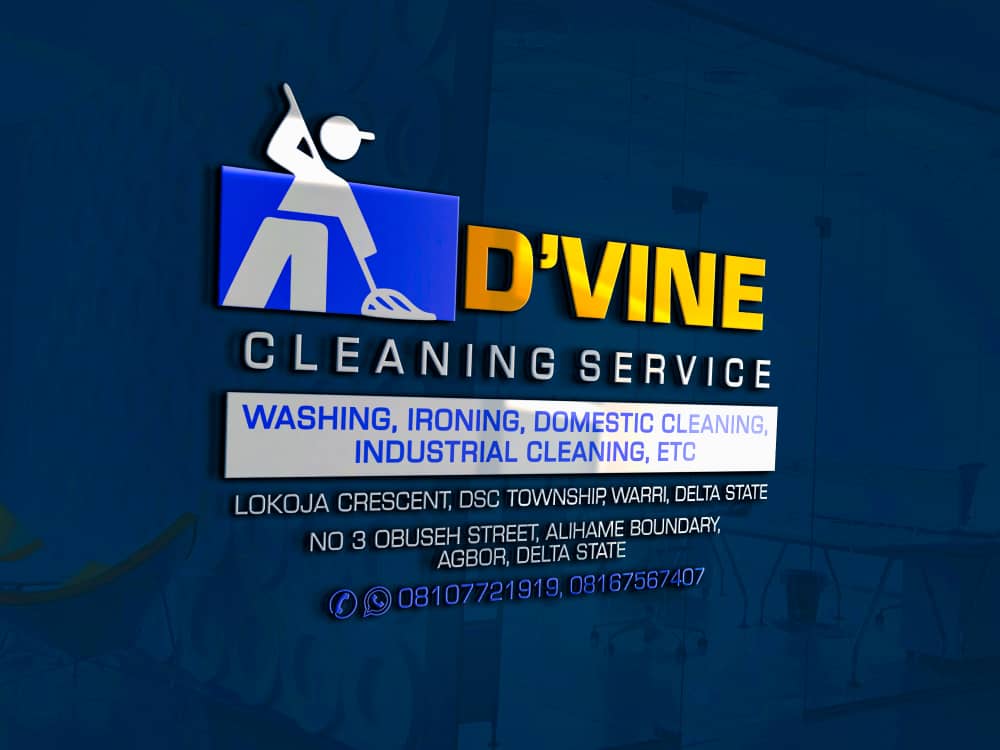 D'VINE
CLEANING SERVICE
WASHING, IRONING, DOMESTIC CLEANING,
INDUSTRIAL CLEANING, ETC
LOKOJA CRESCENT, DSC TOWNSHIP, WARRI, DELTA STATE
NO 3 OBUSEH STREET, ALIHAME BOUNDARY,
AGBOR, DELTA STATE
08107721919, 08167567407